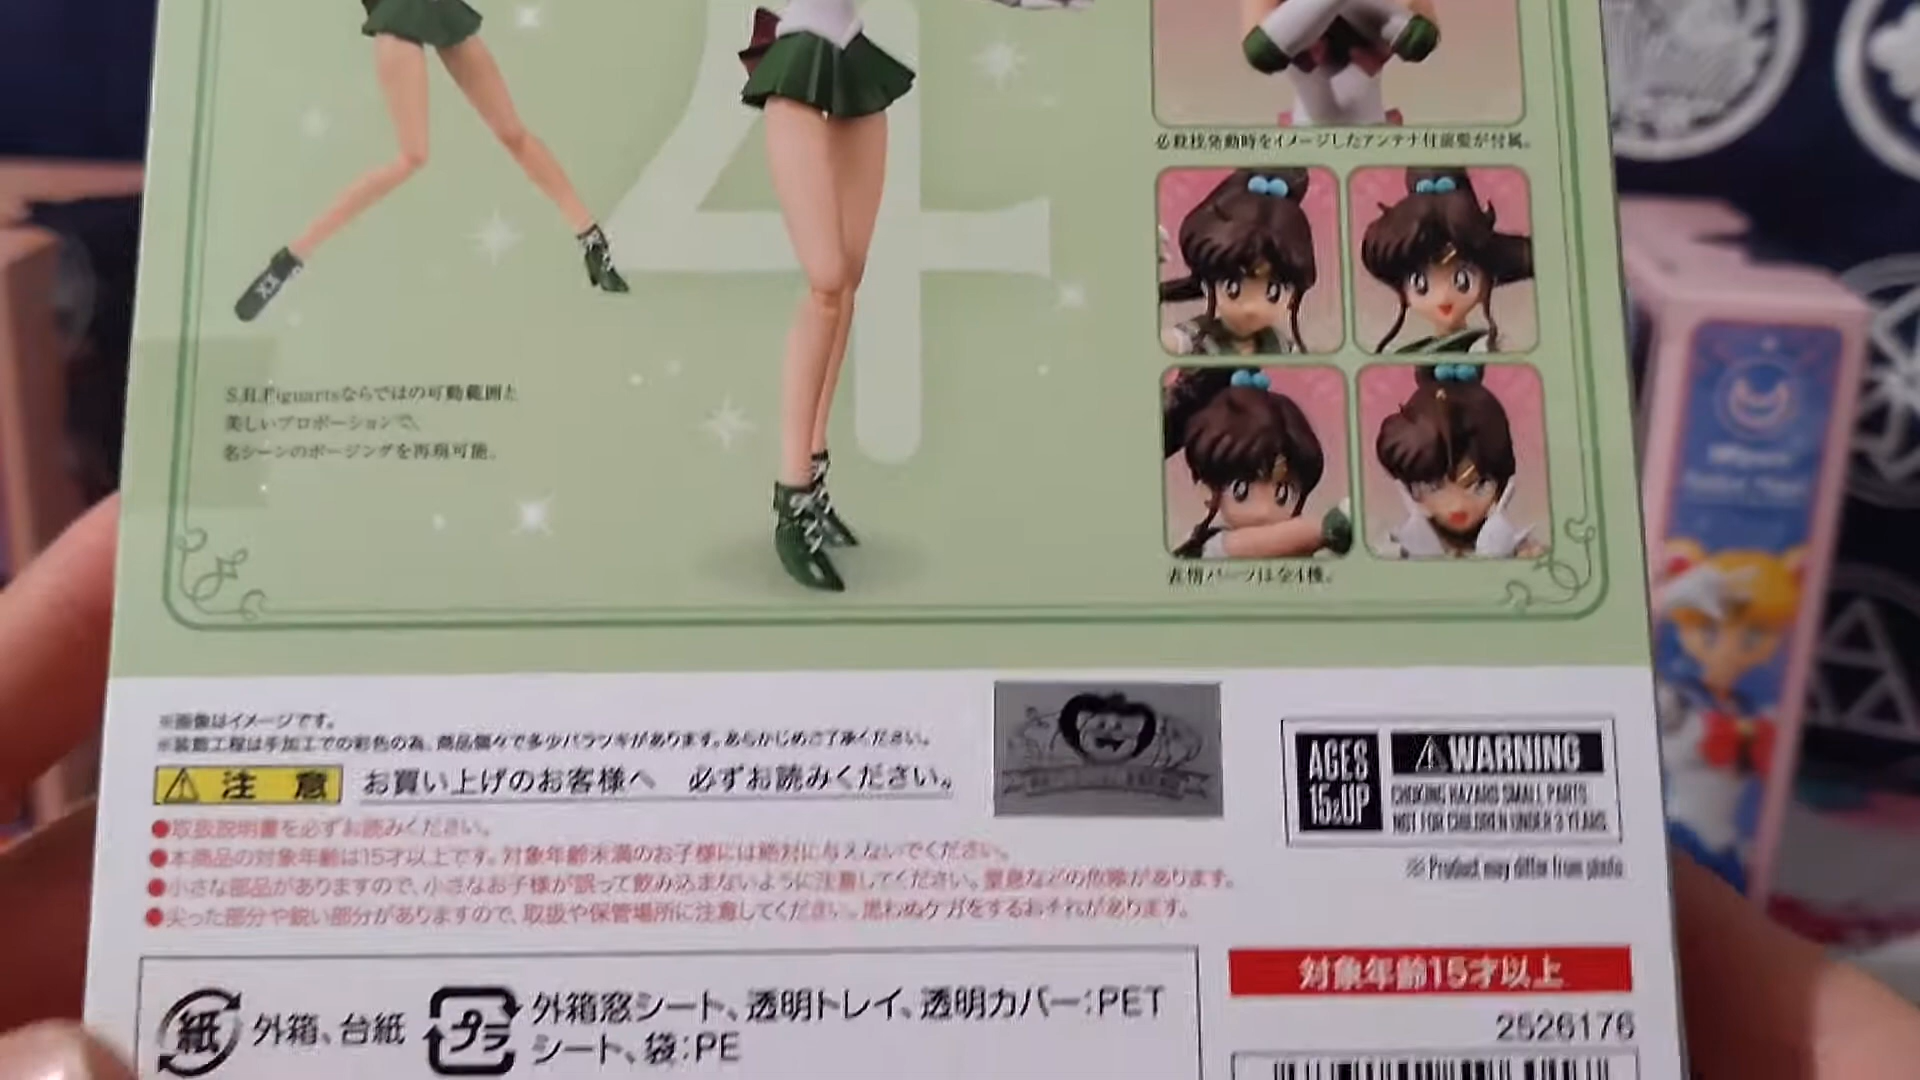 必殺技発動時をイメージしたアンテナ付前髪が付属。
S.H.Figuartsならではの可動範囲と
美しいプロポーションで、
名シーンのポージングを再現可能。
表情パーツは全4種。
※画像はイメージです。
※装飾工程は手加工での彩色の為、商品個々で多少バラツキがあります。あらかじめご了承ください。
注 意 お買い上げのお客様へ 必ずお読みください。
●取扱説明書を必ずお読みください。
●本商品の対象年齢は15才以上です。対象年齢未満のお子様には絶対に与えないでください。
●小さな部品がありますので、小さなお子様が誤って飲み込まないように注意してください。窒息などの危険があります。
●尖った部分や鋭い部分がありますので、取扱や保管場所に注意してください。思わぬケガをするおそれがあります。
AGES
15&UP
WARNING
CHOKING HAZARD SMALL PARTS
NOT FOR CHILDREN UNDER 3 YEARS.
※Product may differ from photo.
紙 外箱、台紙
プラ 外箱窓シート、透明トレイ、透明カバー:PET
シート、袋:PE
対象年齢15才以上
2526176